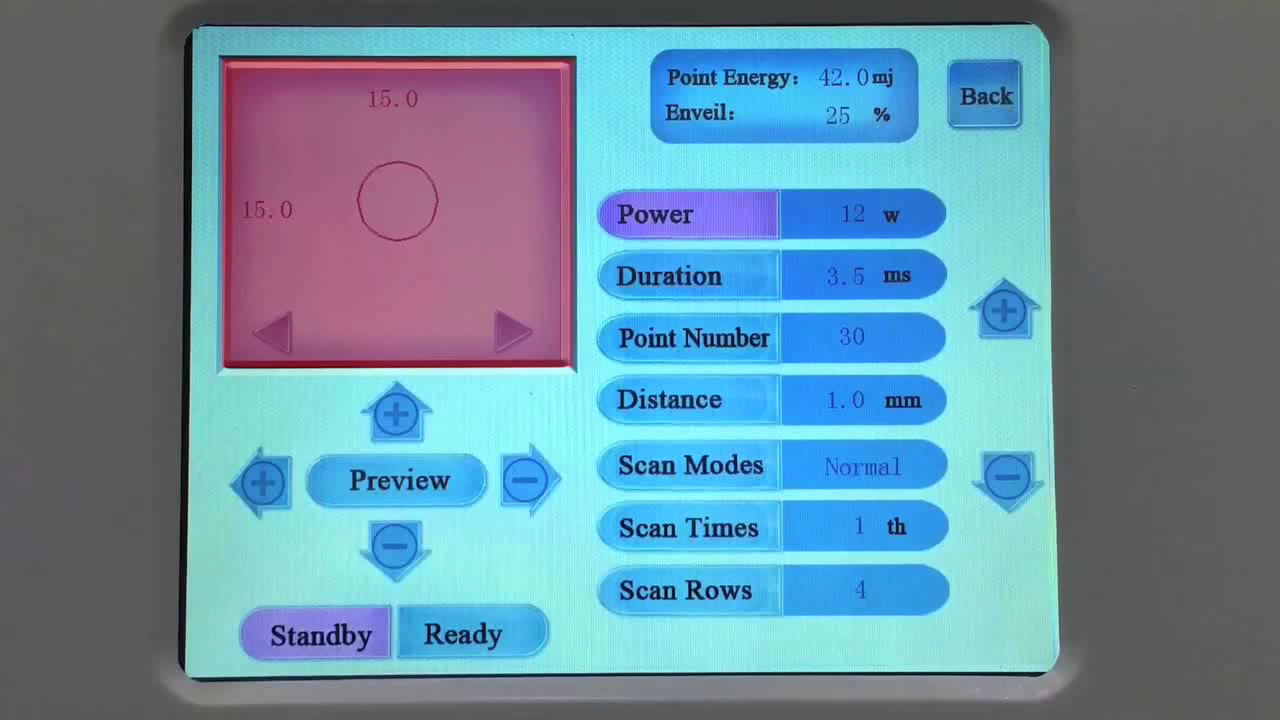 15.0
15.0
Point Energy: 42.0 mj
Enveil: 25 %
Back
Power 12 w
Duration 3.5 ms
Point Number 30
Distance 1.0 mm
Scan Modes Normal
Scan Times 1 th
Scan Rows 4
Preview
Standby Ready